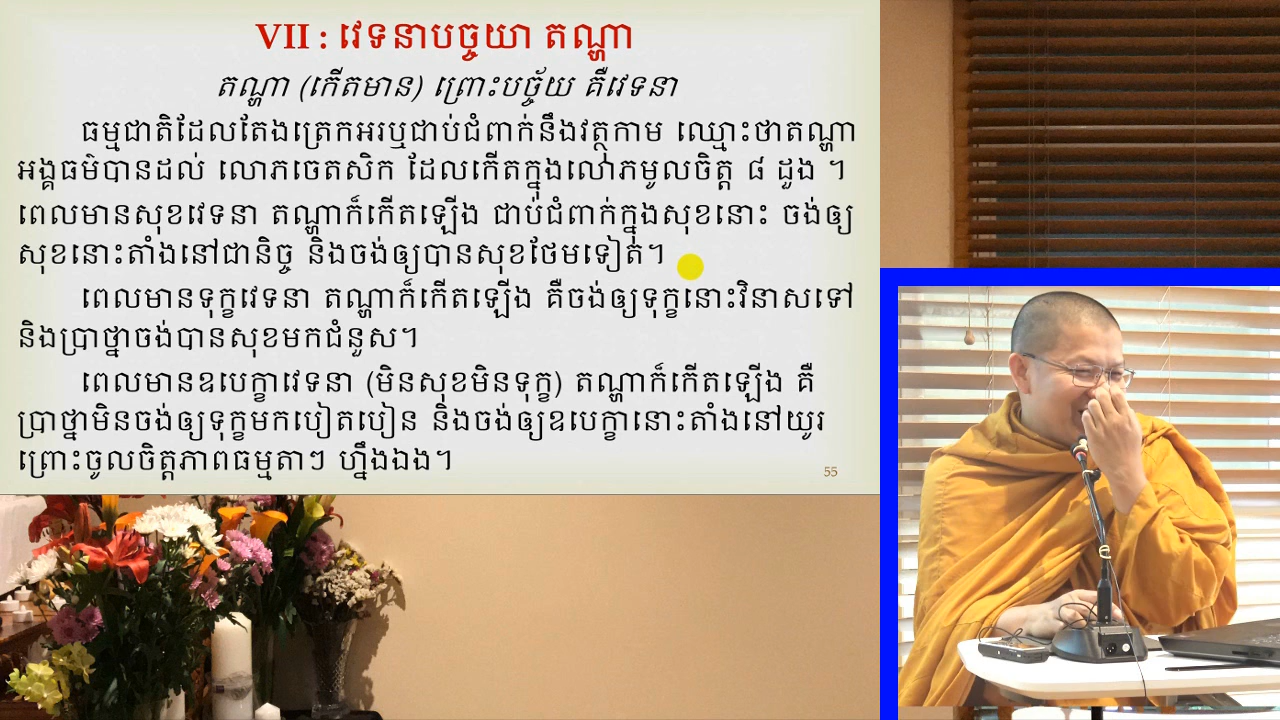 VII : វេទនាបច្ចយា តណ្ហា
តណ្ហា (កើតមាន) ព្រោះបច្ច័យ គឺវេទនា
ធម្មជាតិដែលតែងត្រេកអរឬជាប់ជំពាក់នឹងវត្ថុកាម ឈ្មោះថាតណ្ហា
អង្គធម៌បានដល់ លោភចេតសិក ដែលកើតក្នុងលោភមូលចិត្ត ៨ ដួង ។
ពេលមានសុខវេទនា តណ្ហាក៏កើតឡើង ជាប់ជំពាក់ក្នុងសុខនោះ ចង់ឲ្យ
សុខនោះតាំងនៅជានិច្ច និងចង់ឲ្យបានសុខថែមទៀត។
ពេលមានទុក្ខវេទនា តណ្ហាក៏កើតឡើង គឺចង់ឲ្យទុក្ខនោះវិនាសទៅ
និងប្រាថ្នាចង់បានសុខមកជំនួស។
ពេលមានឧបេក្ខាវេទនា (មិនសុខមិនទុក្ខ) តណ្ហាក៏កើតឡើង គឺ
ប្រាថ្នាមិនចង់ឲ្យទុក្ខមកបៀតបៀន និងចង់ឲ្យឧបេក្ខានោះតាំងនៅយូរ
ព្រោះចូលចិត្តភាពធម្មតាៗ ហ្នឹងឯង។
55